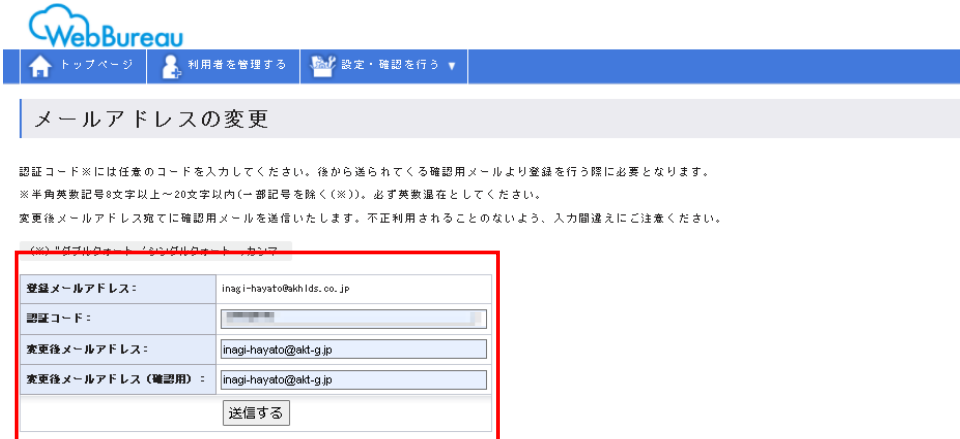 WebBureau
トップページ 利用者を管理する 設定・確認を行う ▼
メールアドレスの変更
認証コード※には任意のコードを入力してください。後から送られてくる確認用メールより登録を行う際に必要となります。
※半角英数記号8文字以上～20文字以内(一部記号を除く(※))。必ず英数混在としてください。
変更後メールアドレス宛てに確認用メールを送信いたします。不正利用されることのないよう、入力間違えにご注意ください。
(※) "ダブルクォート 'シングルクォート ,カンマ
登録メールアドレス： inagi-hayato@akhlds.co.jp
認証コード：
変更後メールアドレス： inagi-hayato@akt-g.jp
変更後メールアドレス（確認用）： inagi-hayato@akt-g.jp
送信する